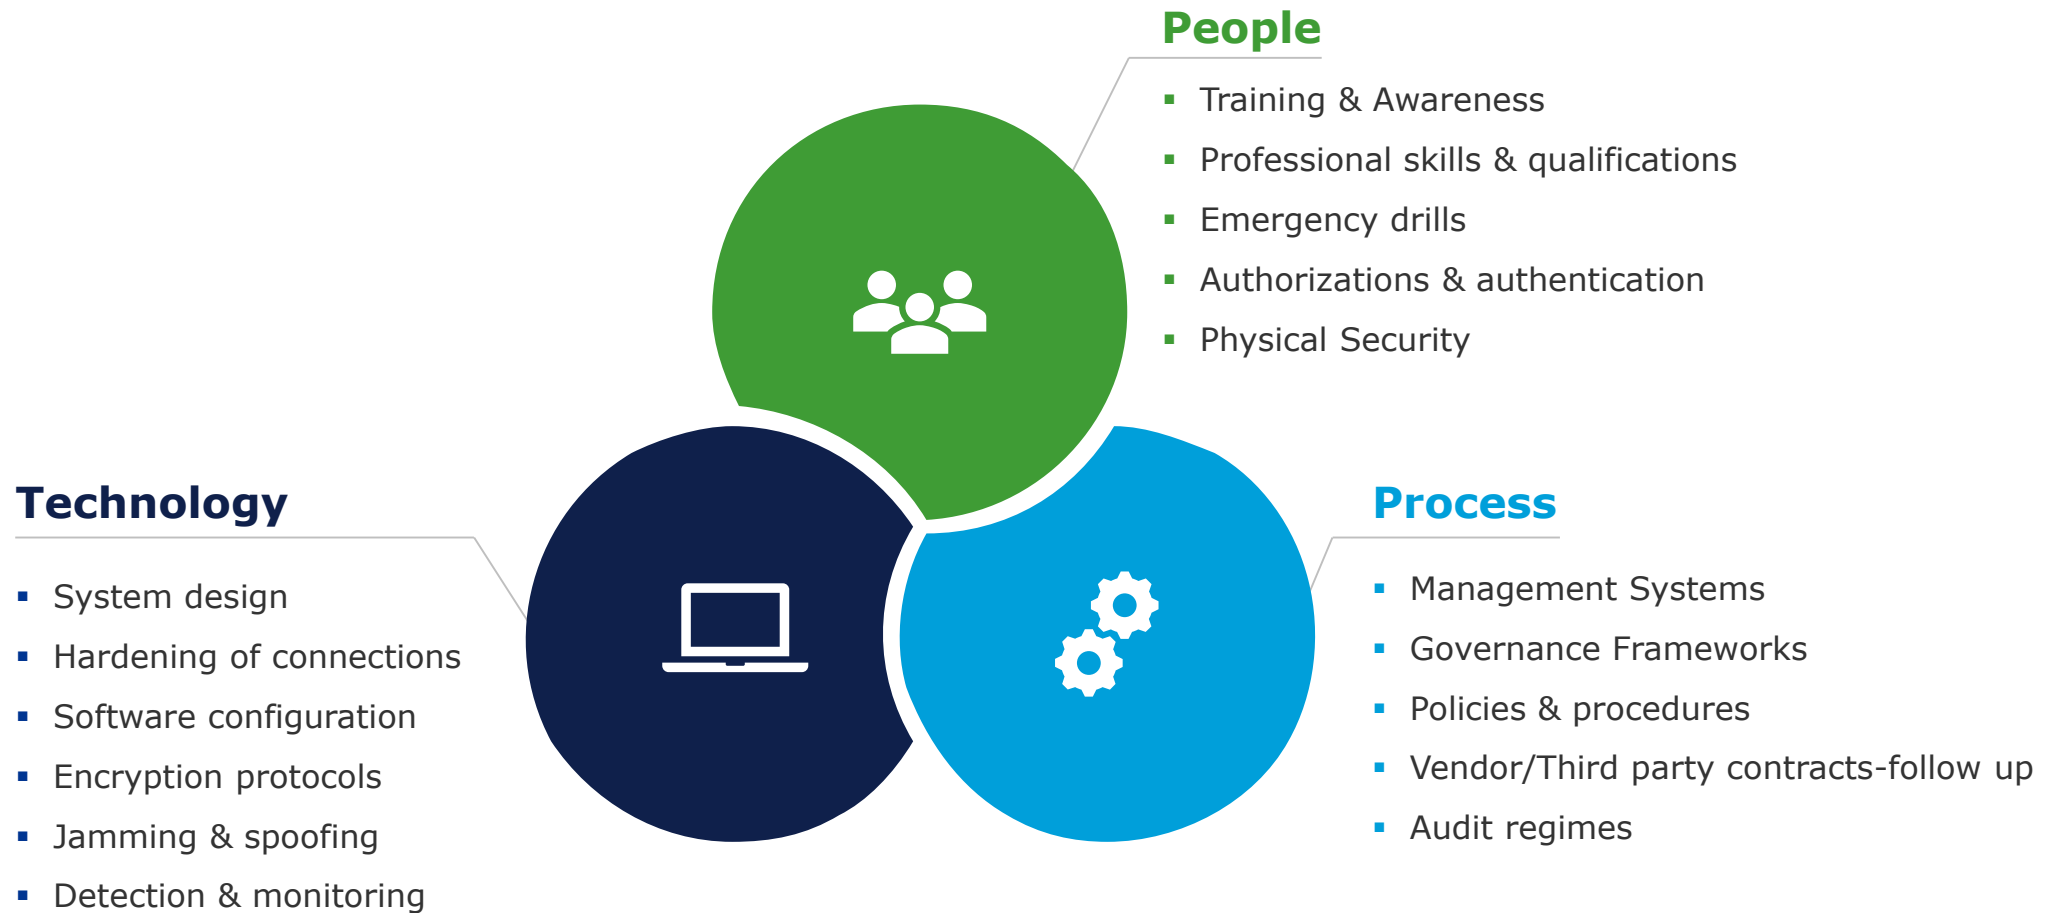 People
Training & Awareness
Professional skills & qualifications
Emergency drills
Authorizations & authentication
Physical Security
Technology
System design
Hardening of connections
Software configuration
Encryption protocols
Jamming & spoofing
Detection & monitoring
Process
Management Systems
Governance Frameworks
Policies & procedures
Vendor/Third party contracts-follow up
Audit regimes